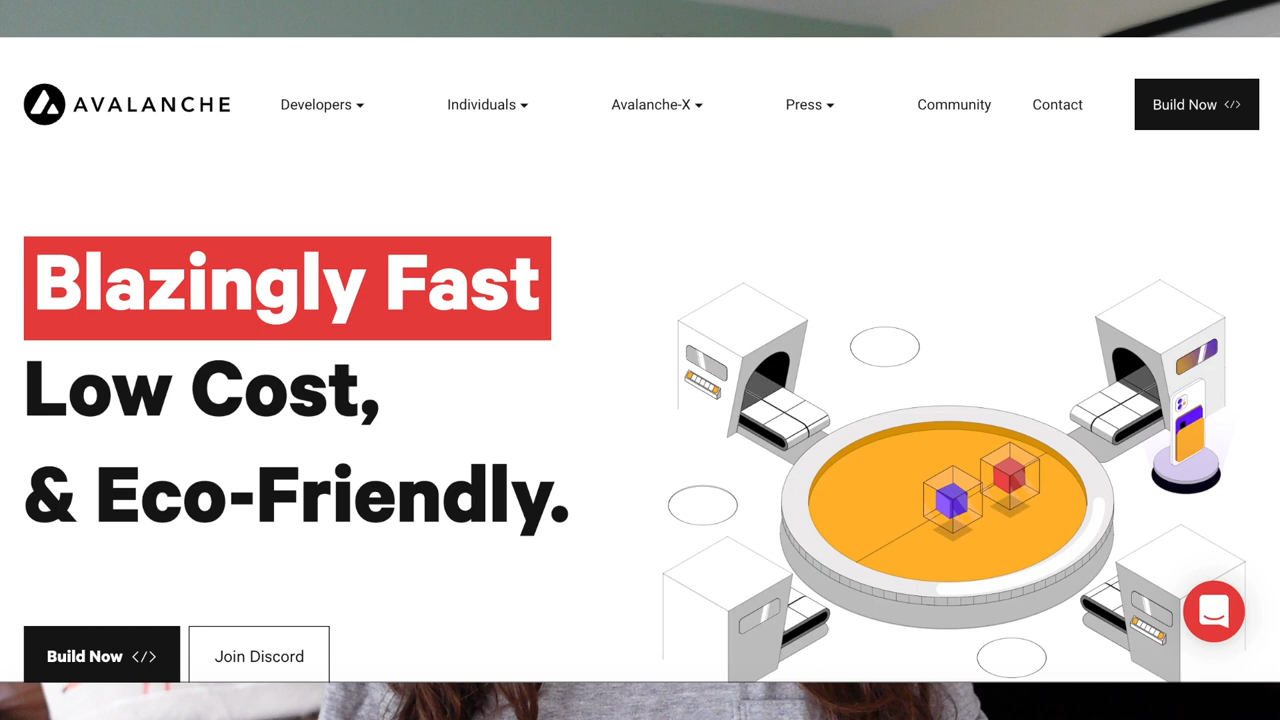 AVALANCHE
Developers
Individuals
Avalanche-X
Press
Community
Contact
Build Now </>
Blazingly Fast
Low Cost,
& Eco-Friendly.
Build Now </>
Join Discord